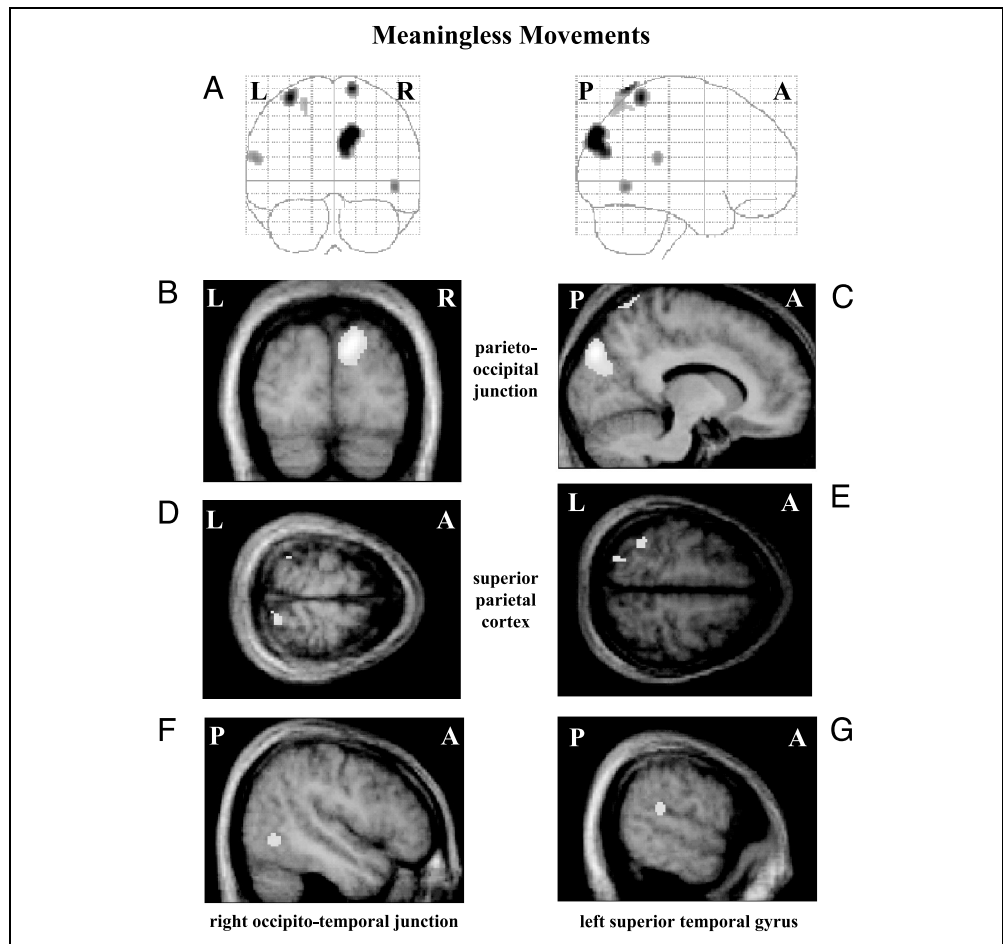 Meaningless Movements
A
L
R
P
A
B
L
R
parieto-
occipital
junction
P
A
C
D
L
A
superior
parietal
cortex
L
A
E
F
P
A
P
A
G
right occipito-temporal junction
left superior temporal gyrus